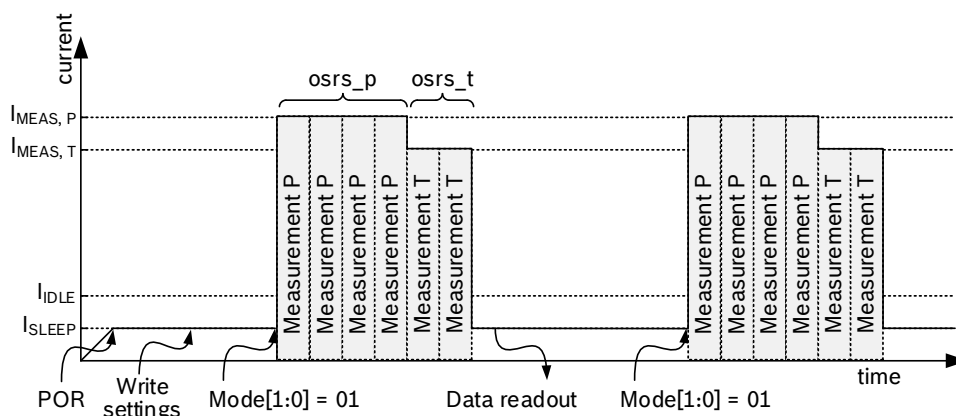 current
osrs_p
osrs_t
IMEAS, P
IMEAS, T
Measurement P
Measurement P
Measurement P
Measurement P
Measurement T
Measurement T
Measurement P
Measurement P
Measurement P
Measurement P
Measurement T
Measurement T
IIDLE
ISLEEP
time
POR
Write
settings
Mode[1:0] = 01
Data readout
Mode[1:0] = 01